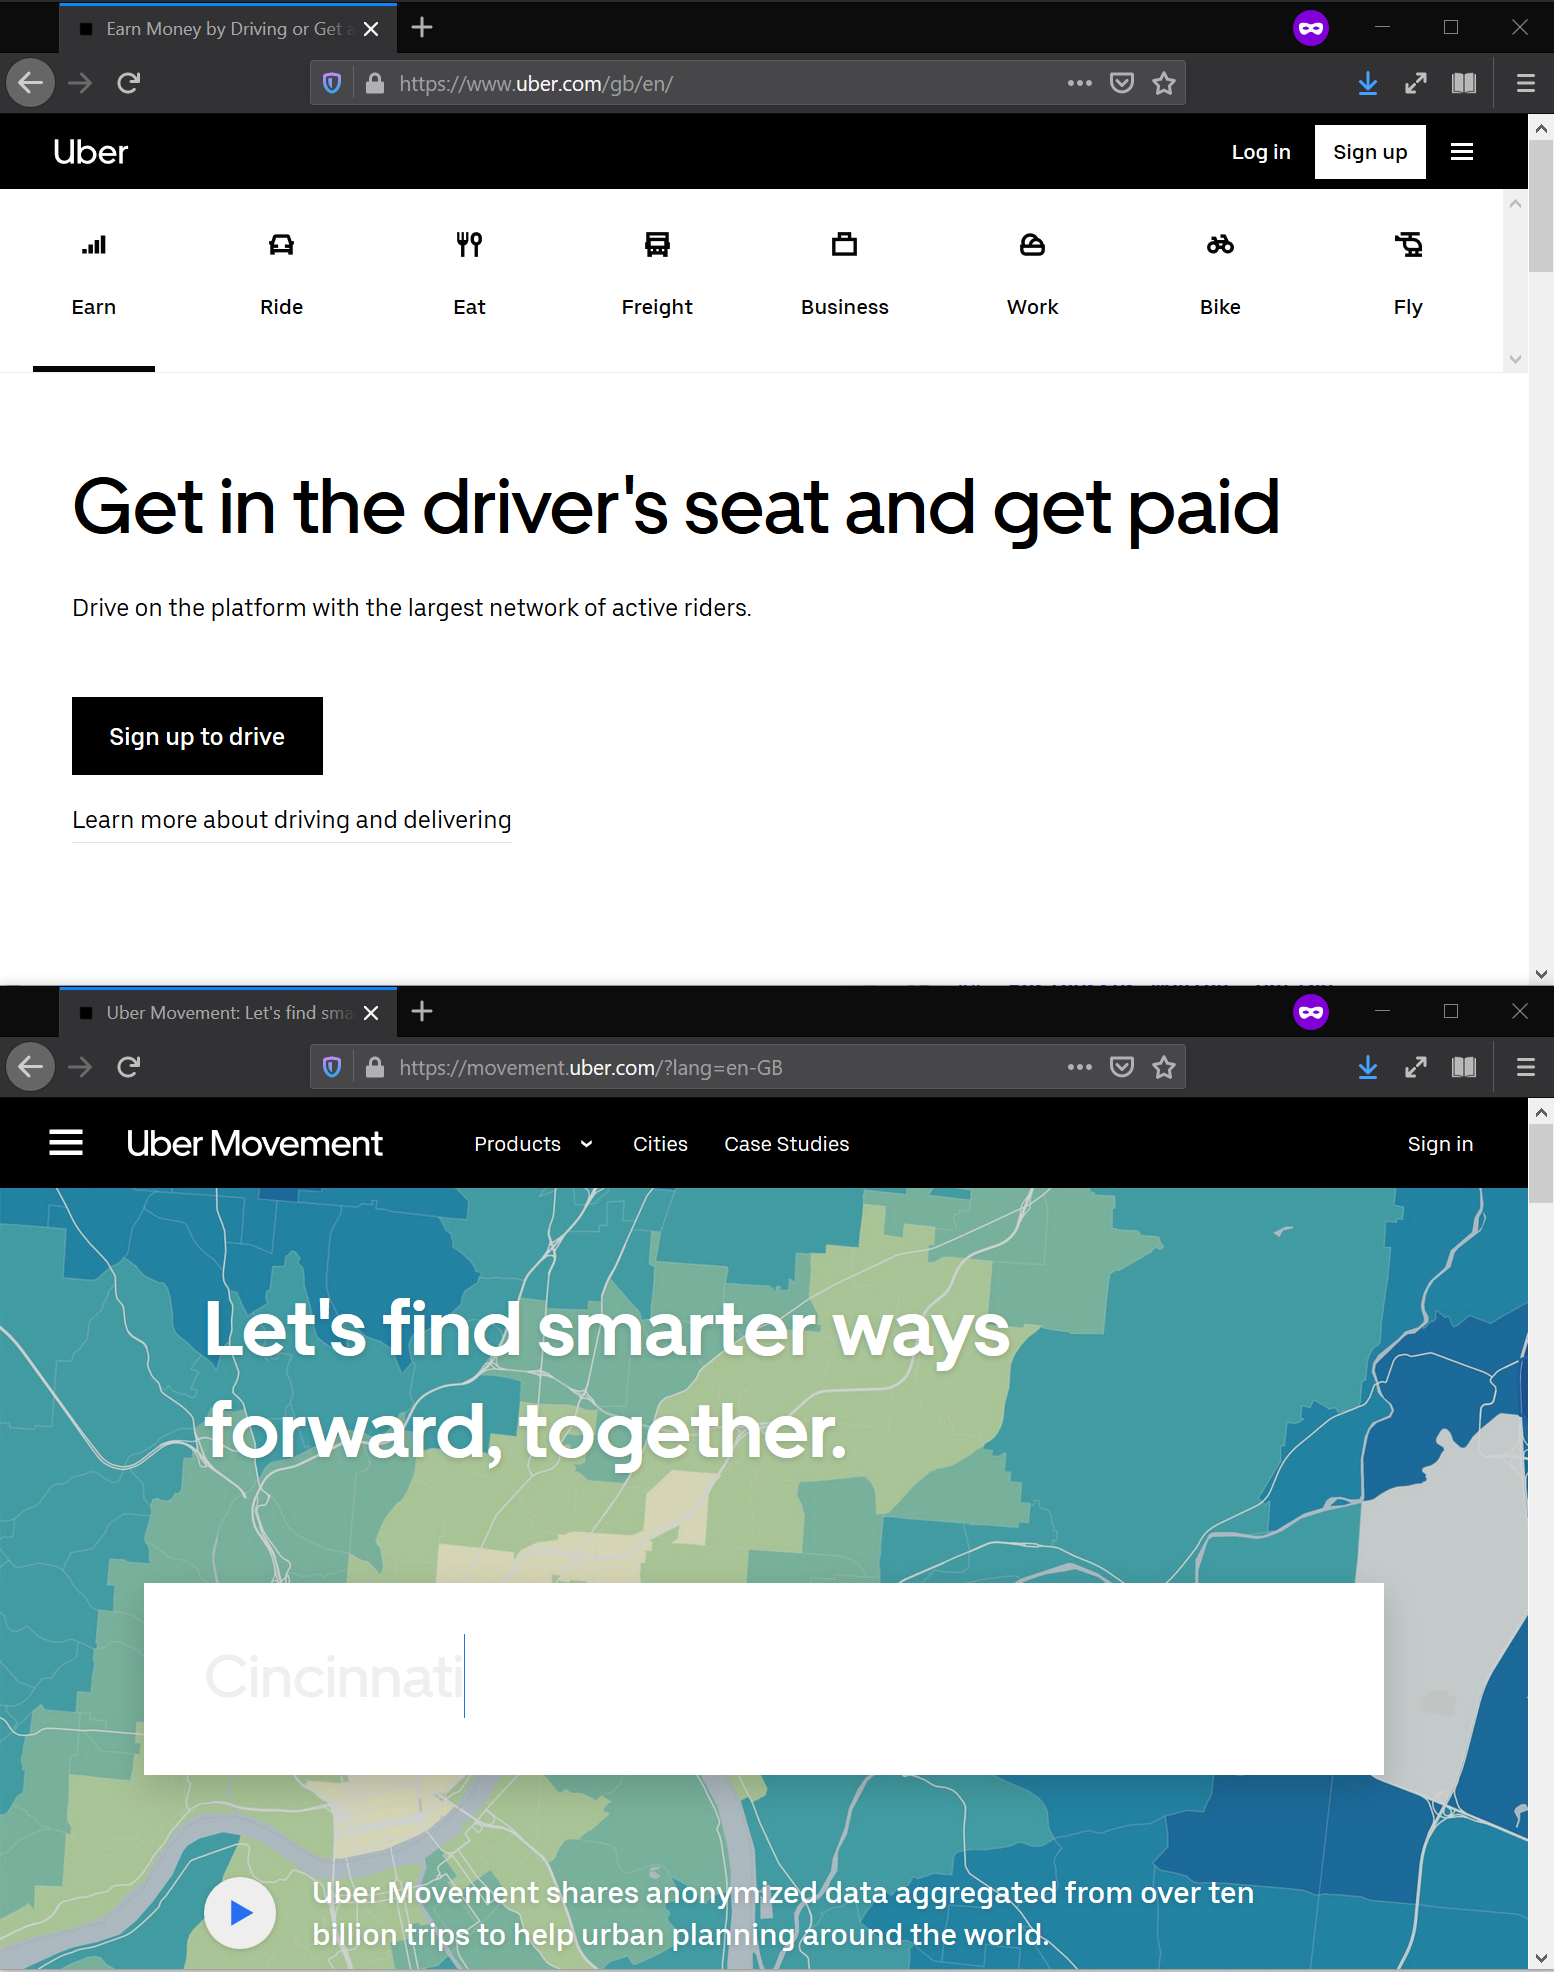 Earn Money by Driving or Get a
https://www.uber.com/gb/en/
Uber
Log in
Sign up
Earn
Ride
Eat
Freight
Business
Work
Bike
Fly
Get in the driver's seat and get paid
Drive on the platform with the largest network of active riders.
Sign up to drive
Learn more about driving and delivering
Uber Movement: Let's find sma
https://movement.uber.com/?lang=en-GB
Uber Movement
Products
Cities
Case Studies
Sign in
Let's find smarter ways
forward, together.
Cincinnati
Uber Movement shares anonymized data aggregated from over ten
billion trips to help urban planning around the world.